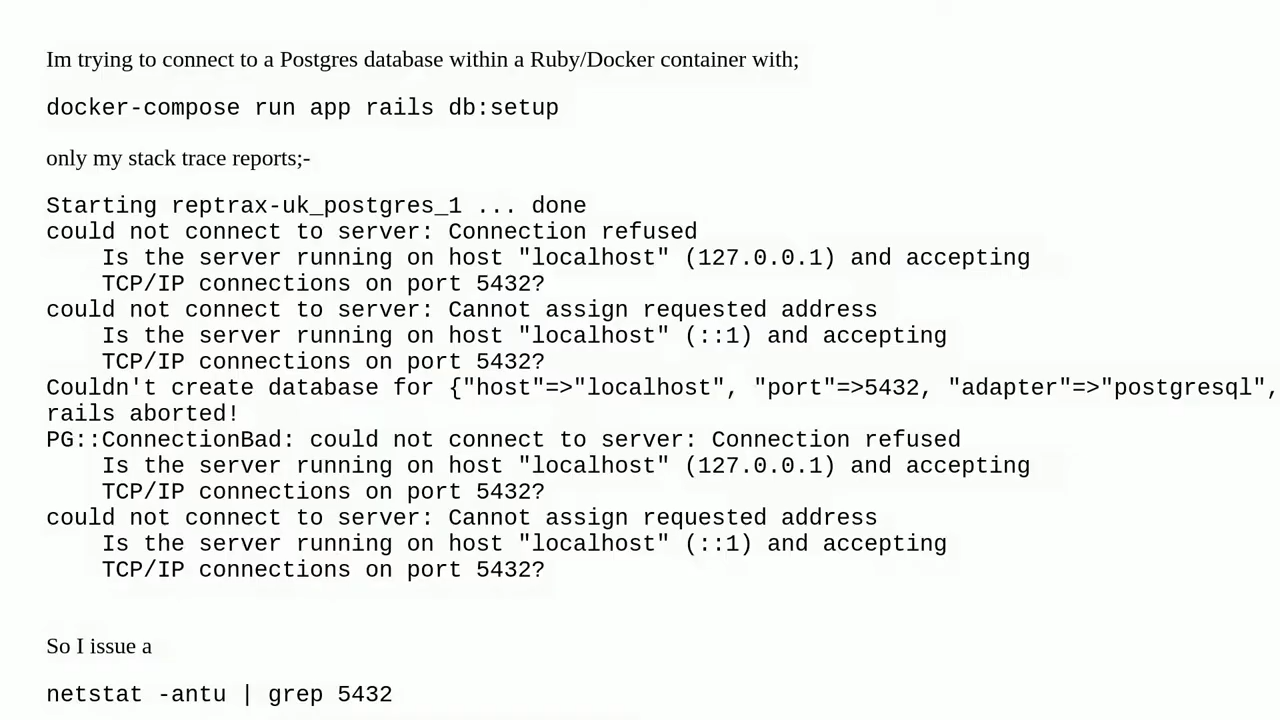 Im trying to connect to a Postgres database within a Ruby/Docker container with;
docker-compose run app rails db:setup
only my stack trace reports;-
Starting reptrax-uk_postgres_1 ... done
could not connect to server: Connection refused
    Is the server running on host "localhost" (127.0.0.1) and accepting
    TCP/IP connections on port 5432?
could not connect to server: Cannot assign requested address
    Is the server running on host "localhost" (::1) and accepting
    TCP/IP connections on port 5432?
Couldn't create database for {"host"=>"localhost", "port"=>5432, "adapter"=>"postgresql",
rails aborted!
PG::ConnectionBad: could not connect to server: Connection refused
    Is the server running on host "localhost" (127.0.0.1) and accepting
    TCP/IP connections on port 5432?
could not connect to server: Cannot assign requested address
    Is the server running on host "localhost" (::1) and accepting
    TCP/IP connections on port 5432?
So I issue a
netstat -antu | grep 5432